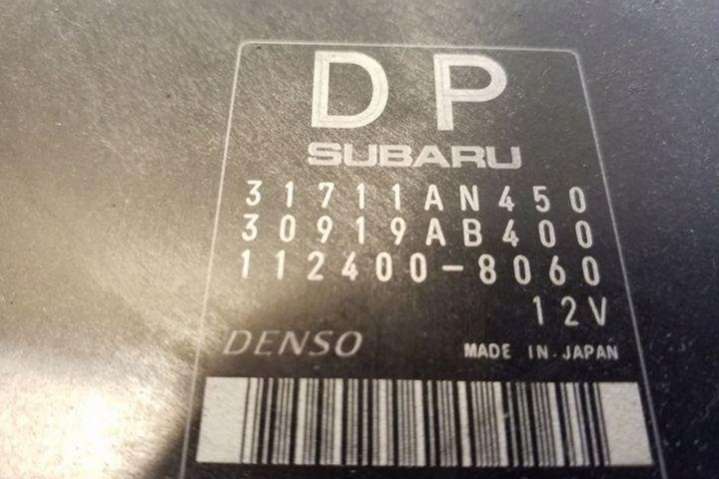 DP
SUBARU
31711AN450
30919AB400
112400-8060
12V
DENSO MADE IN JAPAN